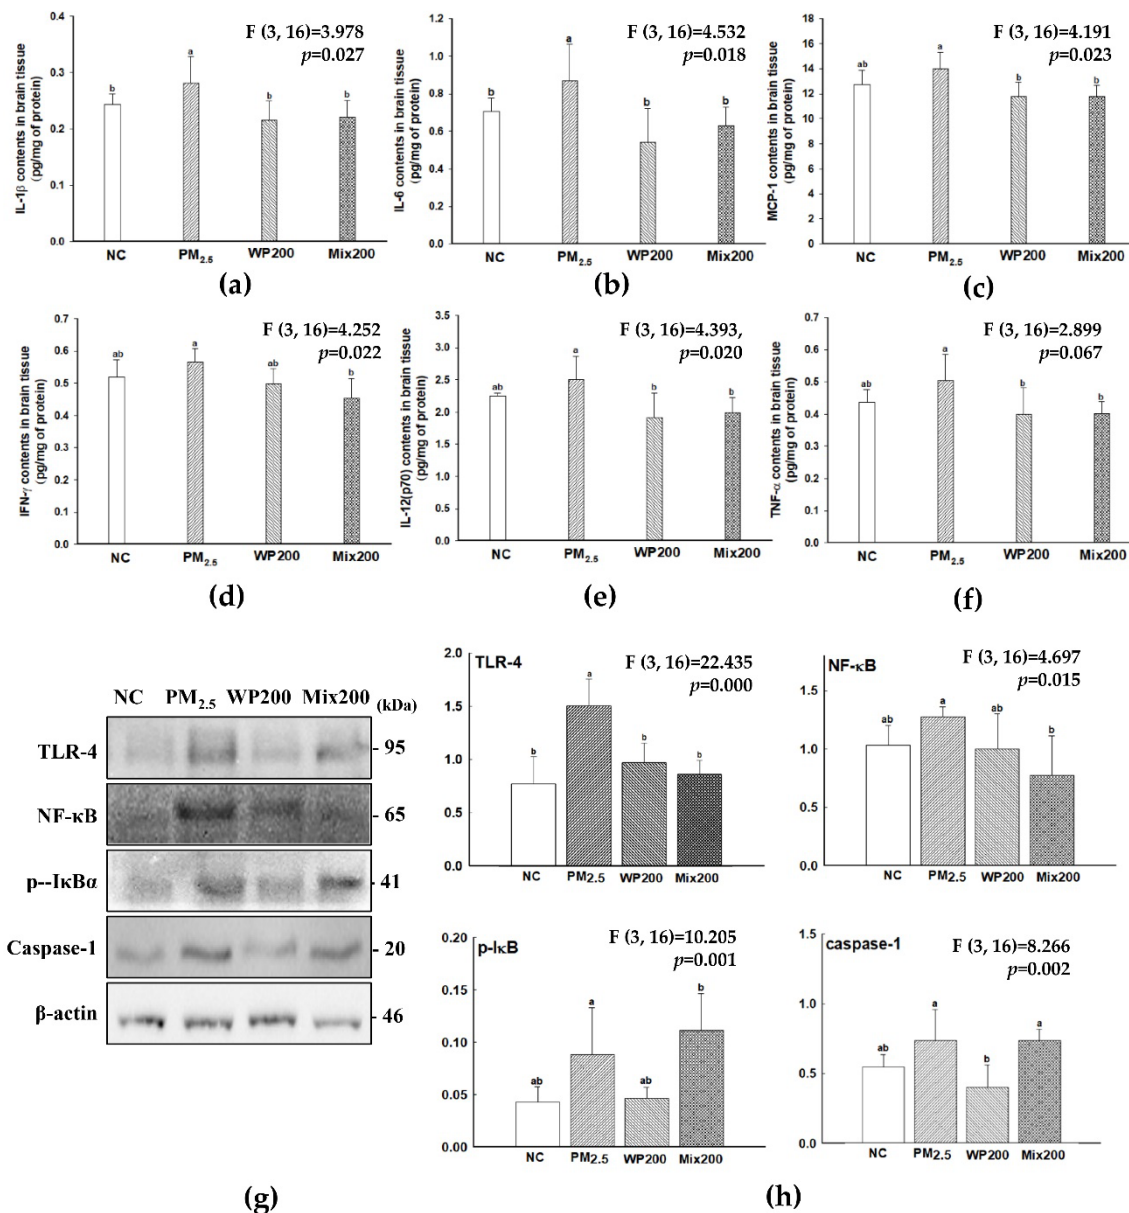 IL-1β contents in brain tissue
(pg/mg of protein)
0.4
0.3
0.2
0.1
0.0
b
a
b
b
F (3, 16)=3.978
p=0.027
NC
PM2.5
WP200
Mix200
(a)
IL-6 contents in brain tissue
(pg/mg of protein)
1.2
1.0
0.8
0.6
0.4
0.2
0.0
b
a
b
b
F (3, 16)=4.532
p=0.018
NC
PM2.5
WP200
Mix200
(b)
MCP-1 contents in brain tissue
(pg/mg of protein)
18
16
14
12
10
8
6
4
2
0
ab
a
b
b
F (3, 16)=4.191
p=0.023
NC
PM2.5
WP200
Mix200
(c)
IFN-γ contents in brain tissue
(pg/mg of protein)
0.7
0.6
0.5
0.4
0.3
0.2
0.1
0.0
ab
a
ab
b
F (3, 16)=4.252
p=0.022
NC
PM2.5
WP200
Mix200
(d)
IL-12(p70) contents in brain tissue
(pg/mg of protein)
3.5
3.0
2.5
2.0
1.5
1.0
0.5
0.0
ab
a
b
b
F (3, 16)=4.393,
p=0.020
NC
PM2.5
WP200
Mix200
(e)
TNF-α contents in brain tissue
(pg/mg of protein)
0.7
0.6
0.5
0.4
0.3
0.2
0.1
0.0
ab
a
b
b
F (3, 16)=2.899
p=0.067
NC
PM2.5
WP200
Mix200
(f)
NC PM2.5 WP200 Mix200 (kDa)
TLR-4 - 95
NF-κB - 65
p--IκBα - 41
Caspase-1 - 20
β-actin - 46
(g)
TLR-4
F (3, 16)=22.435
p=0.000
2.0
1.5
1.0
0.5
0.0
b
a
b
b
NC
PM2.5
WP200
Mix200
NF-κB
F (3, 16)=4.697
p=0.015
1.5
1.0
0.5
0.0
ab
a
ab
b
NC
PM2.5
WP200
Mix200
p-IκB
F (3, 16)=10.205
p=0.001
0.20
0.15
0.10
0.05
0.00
ab
a
ab
b
NC
PM2.5
WP200
Mix200
caspase-1
F (3, 16)=8.266
p=0.002
1.5
1.0
0.5
0.0
ab
a
b
a
NC
PM2.5
WP200
Mix200
(h)